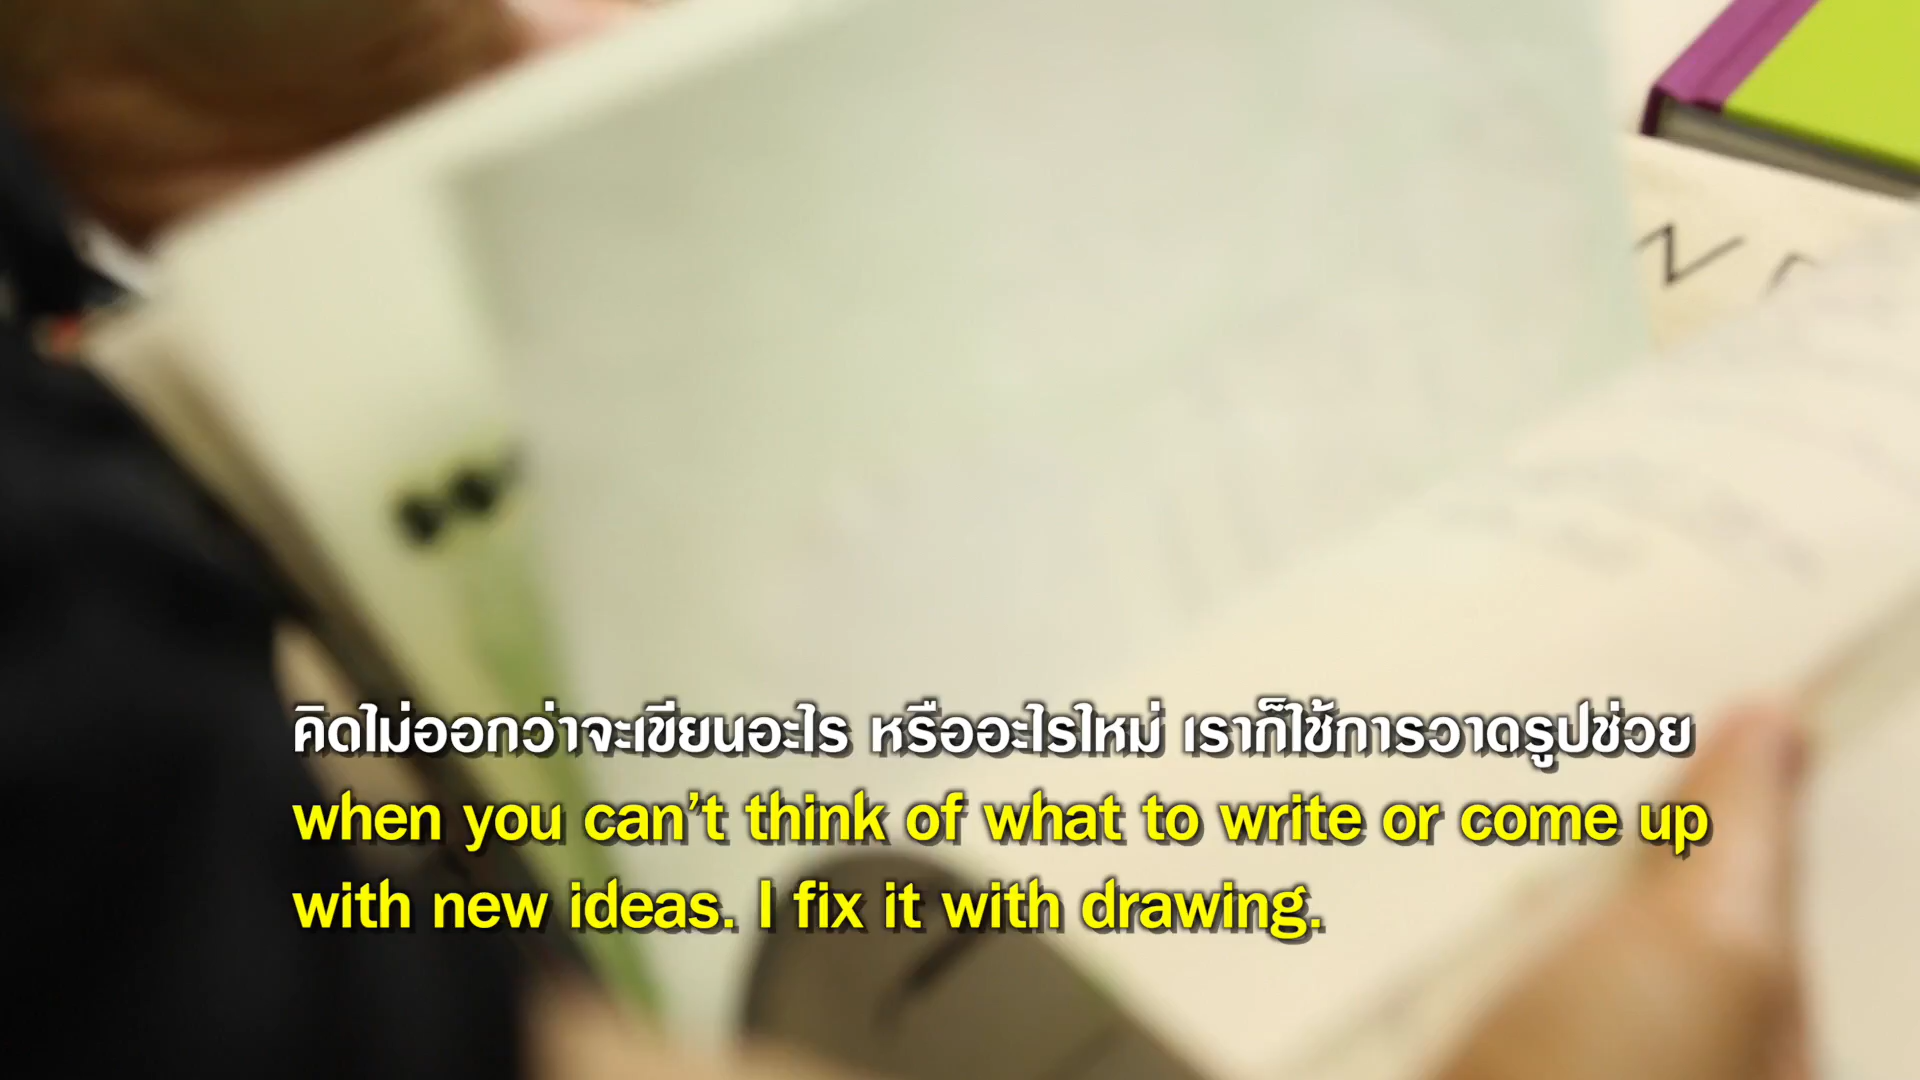 คิดไม่ออกว่าจะเขียนอะไร หรืออะไรใหม่ เราก็ใช้การวาดรูปช่วย
when you can’t think of what to write or come up
with new ideas. I fix it with drawing.